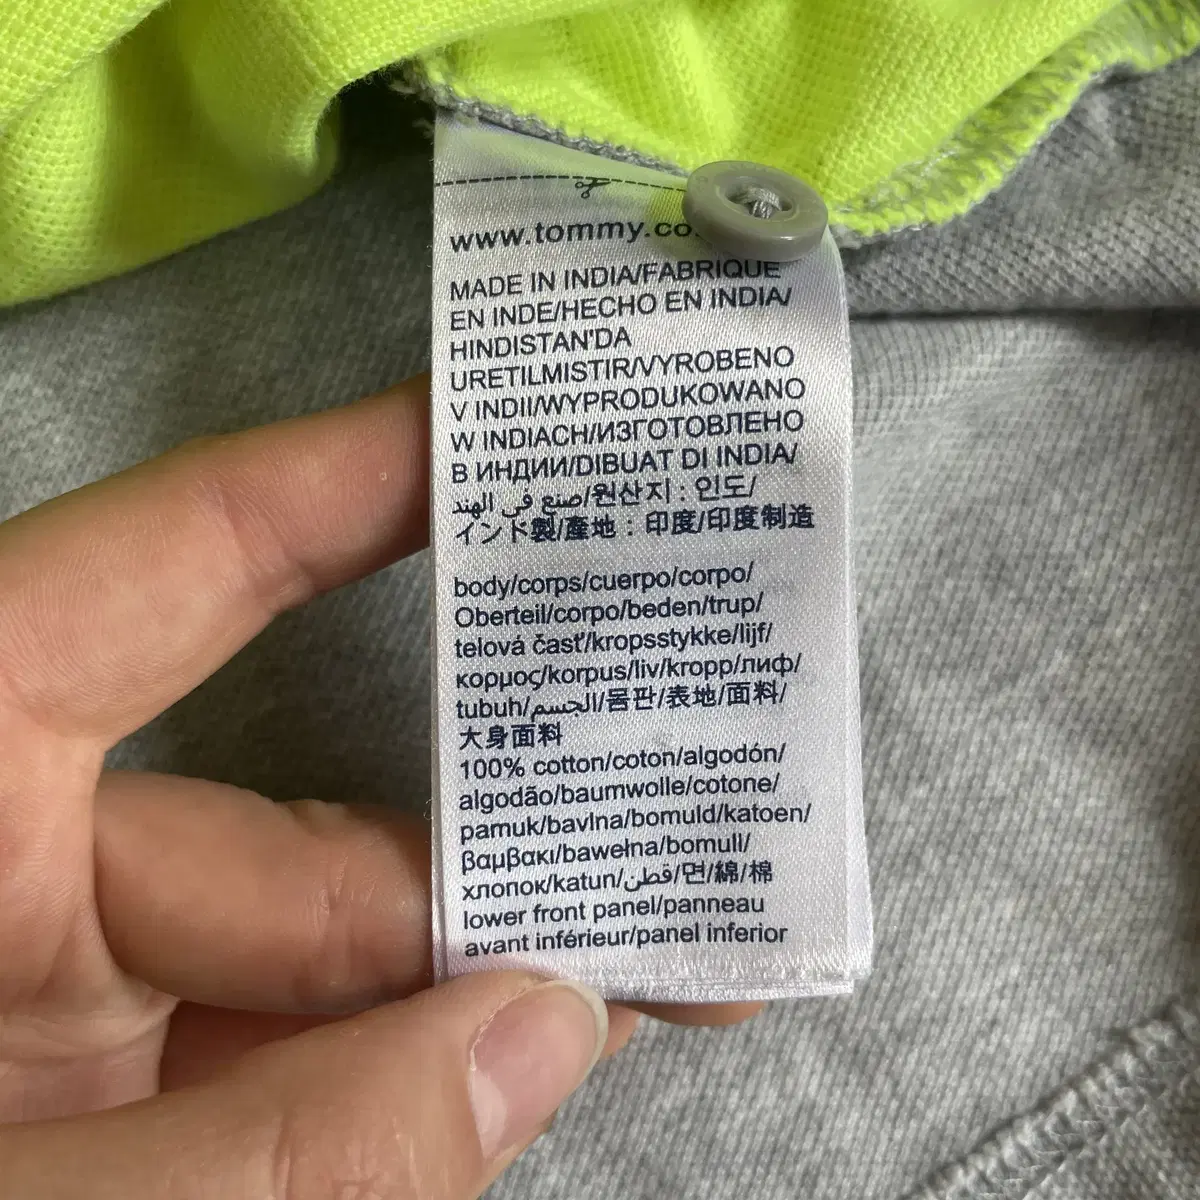 www.tommy.co
MADE IN INDIA/FABRIQUE
EN INDE/HECHO EN INDIA/
HINDISTAN'DA
URETILMISTIR/VYROBENO
V INDII/WYPRODUKOWANO
W INDIACH/ИЗГОТОВЛЕНО
В ИНДИИ/DIBUAT DI INDIA/
صنع في الهند/원산지 : 인도/
インド製/產地：印度/印度制造
body/corps/cuerpo/corpo/
Oberteil/corpo/beden/trup/
telová časť/kropsstykke/lijf/
κορμος/korpus/liv/kropp/лиф/
tubuh/الجسم/몸판/表地/面料/
大身面料
100% cotton/coton/algodón/
algodão/baumwolle/cotone/
pamuk/bavlna/bomuld/katoen/
βαμβακι/bawełna/bomull/
хлопок/katun/قطن/면/綿/棉
lower front panel/panneau
avant inférieur/panel inferior